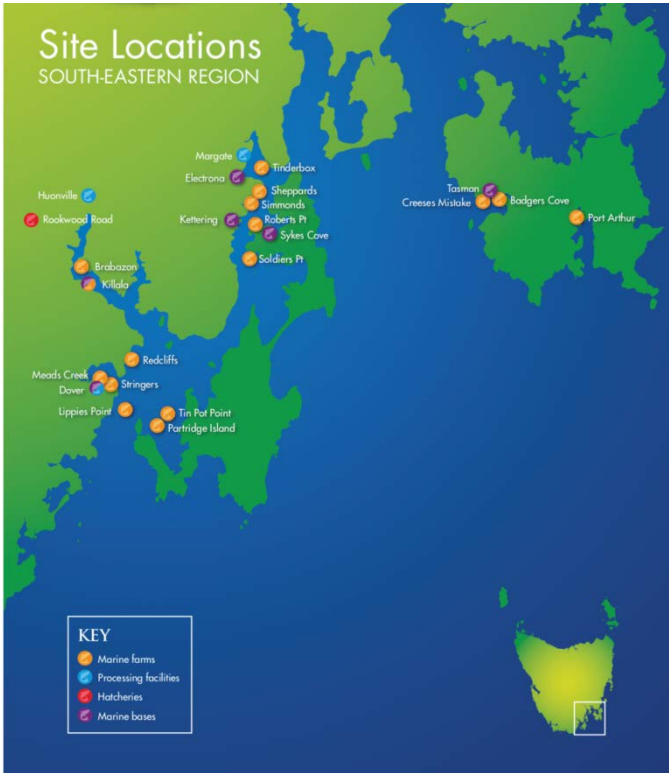 Site Locations
SOUTH-EASTERN REGION
Margate
Tinderbox
Electrona
Sheppards
Simmonds
Huonville
Rookwood Road
Kettering
Roberts Pt
Sykes Cove
Soldiers Pt
Tasman
Creeses Mistake
Badgers Cove
Port Arthur
Brabazon
Killala
Redcliffs
Meads Creek
Stringers
Dover
Lippies Point
Tin Pot Point
Partridge Island
KEY
Marine farms
Processing facilities
Hatcheries
Marine bases